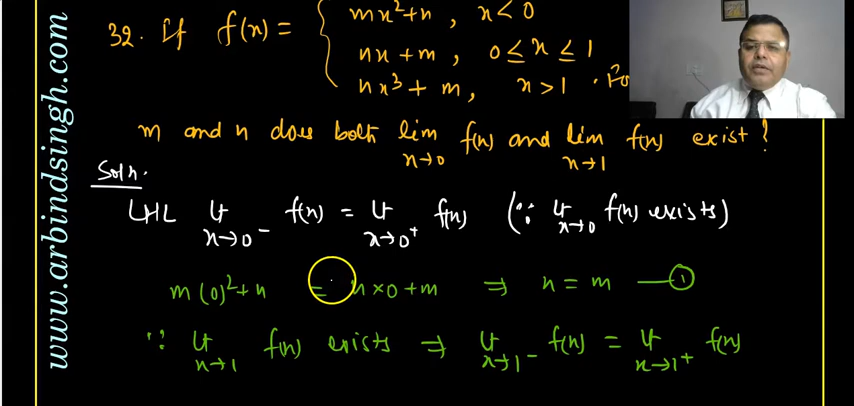 32. If f(x) = { mx²+n, x < 0
nx + m, 0 ≤ x ≤ 1
nx³ + m, x > 1. Fo
m and n does both lim x→0 f(x) and lim x→1 f(x) exist?
Soln.
LHL Lt x→0⁻ f(x) = Lt x→0⁺ f(x) (∵ Lt x→0 f(x) exists)
m(0)²+n = n×0+m ⇒ n = m —①
∵ Lt x→1 f(x) exists ⇒ Lt x→1⁻ f(x) = Lt x→1⁺ f(x)
www.arbindsingh.com